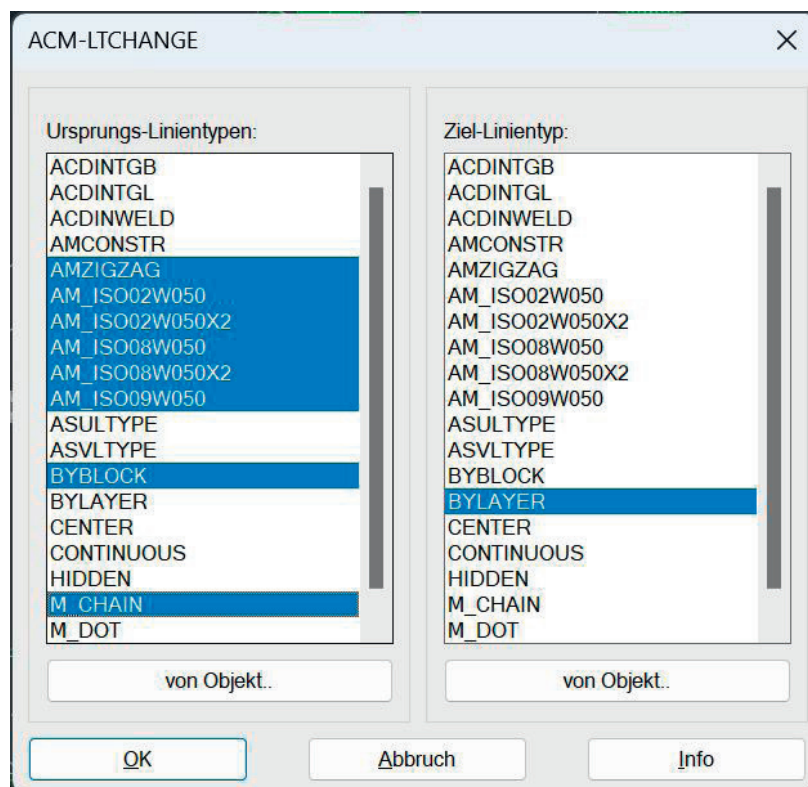 ACM-LTCHANGE
Ursprungs-Linientypen:
ACDINTGB
ACDINTGL
ACDINWELD
AMCONSTR
AMZIGZAG
AM_ISO02W050
AM_ISO02W050X2
AM_ISO08W050
AM_ISO08W050X2
AM_ISO09W050
ASULTYPE
ASVLTYPE
BYBLOCK
BYLAYER
CENTER
CONTINUOUS
HIDDEN
M_CHAIN
M_DOT
von Objekt..
Ziel-Linientyp:
ACDINTGB
ACDINTGL
ACDINWELD
AMCONSTR
AMZIGZAG
AM_ISO02W050
AM_ISO02W050X2
AM_ISO08W050
AM_ISO08W050X2
AM_ISO09W050
ASULTYPE
ASVLTYPE
BYBLOCK
BYLAYER
CENTER
CONTINUOUS
HIDDEN
M_CHAIN
M_DOT
von Objekt..
OK
Abbruch
Info